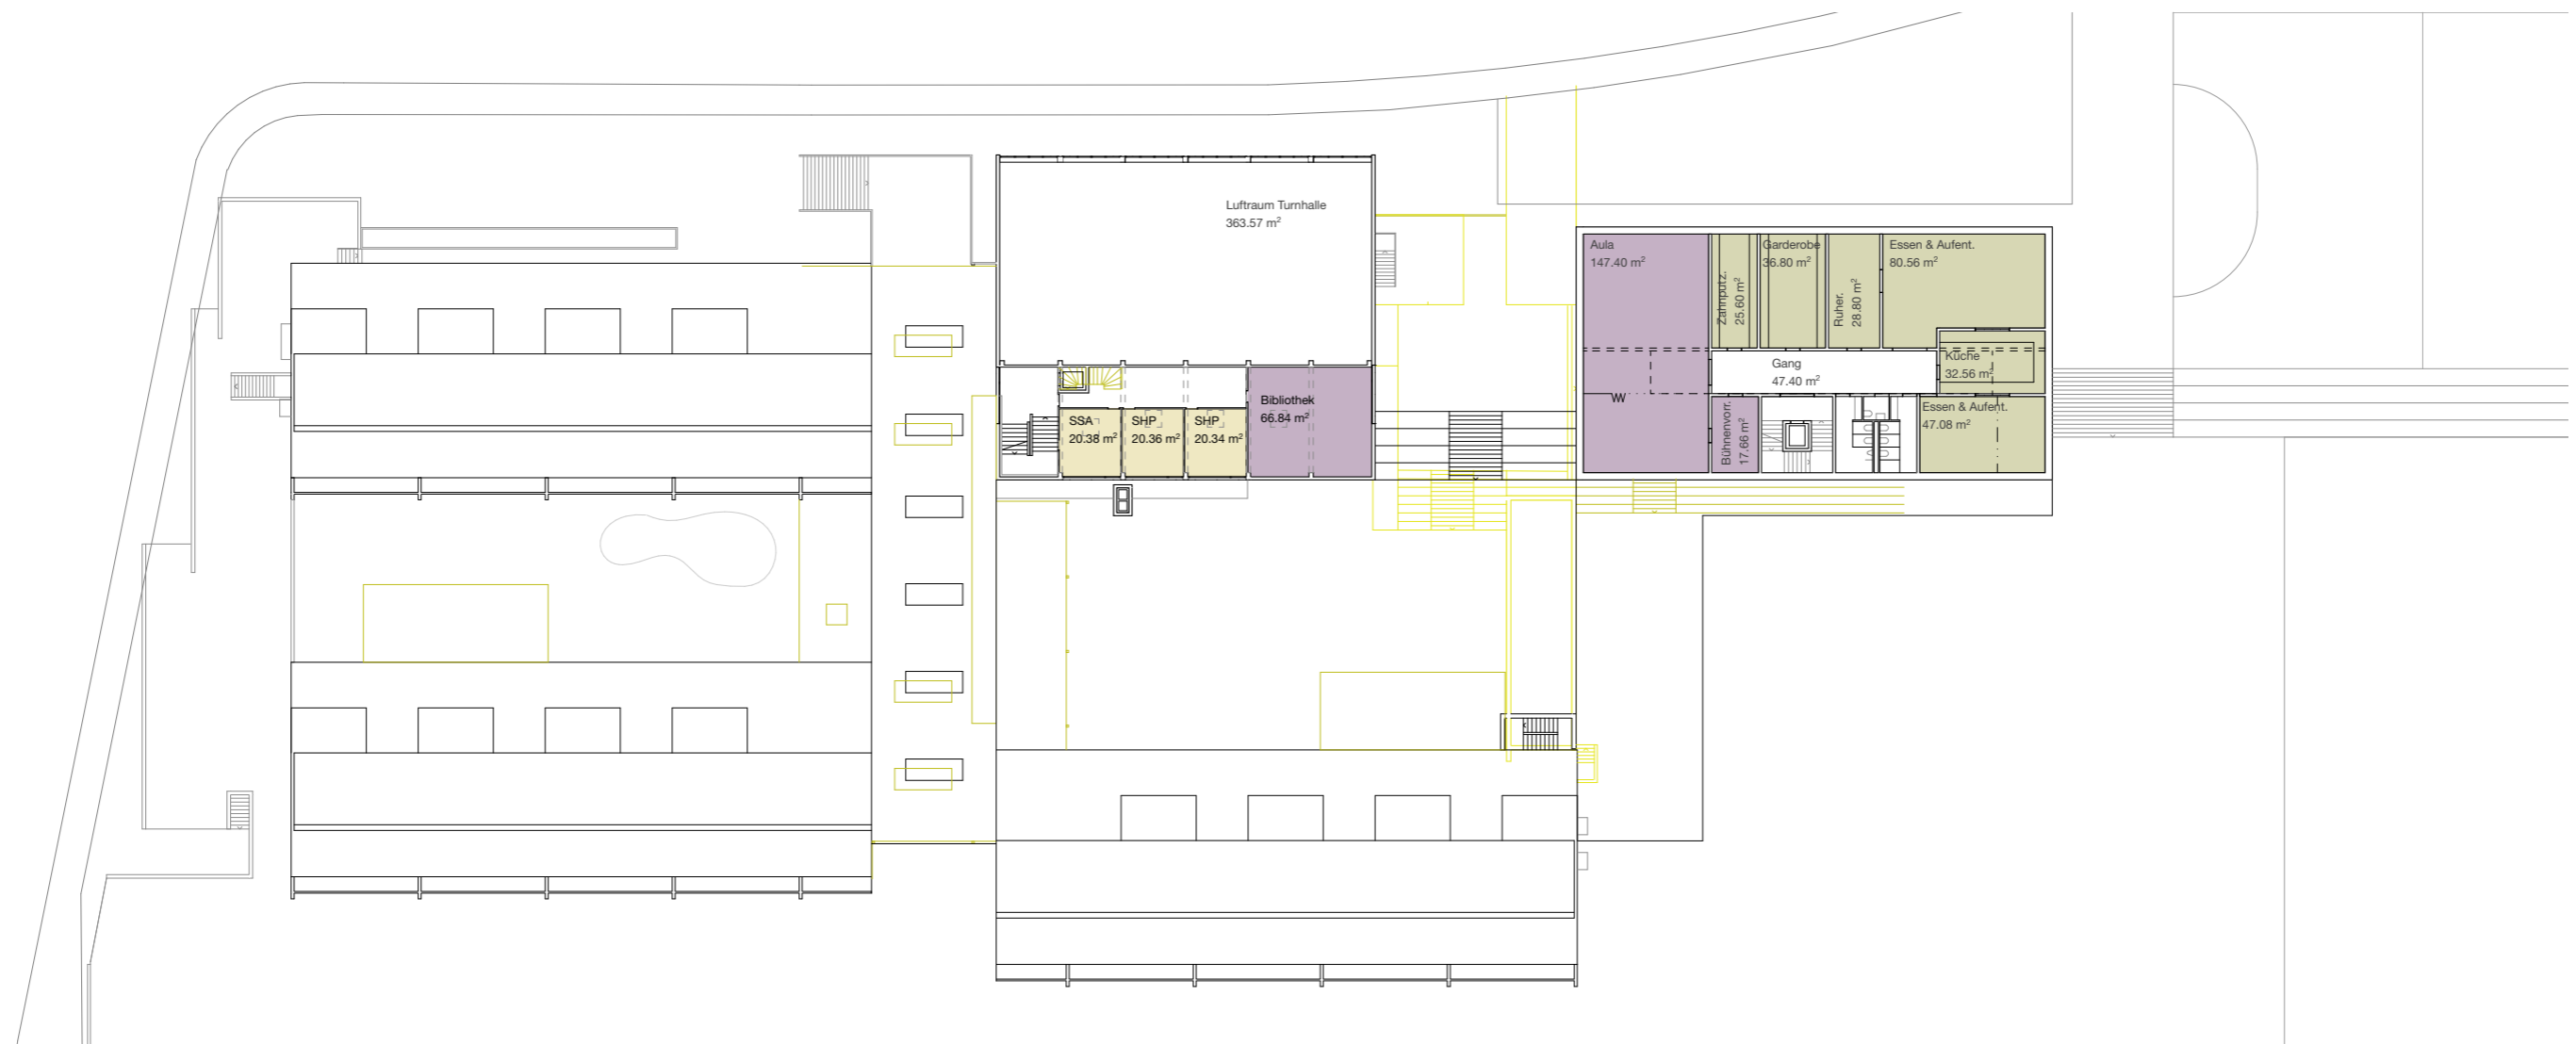 Luftraum Turnhalle
363.57 m²
SSA
20.38 m²
SHP
20.36 m²
SHP
20.34 m²
Bibliothek
66.84 m²
Aula
147.40 m²
Zahnputz.
25.60 m²
Garderobe
36.80 m²
Ruher.
28.80 m²
Essen & Aufent.
80.56 m²
Gang
47.40 m²
Küche
32.56 m²
Bühnenvorr.
17.66 m²
Essen & Aufent.
47.08 m²